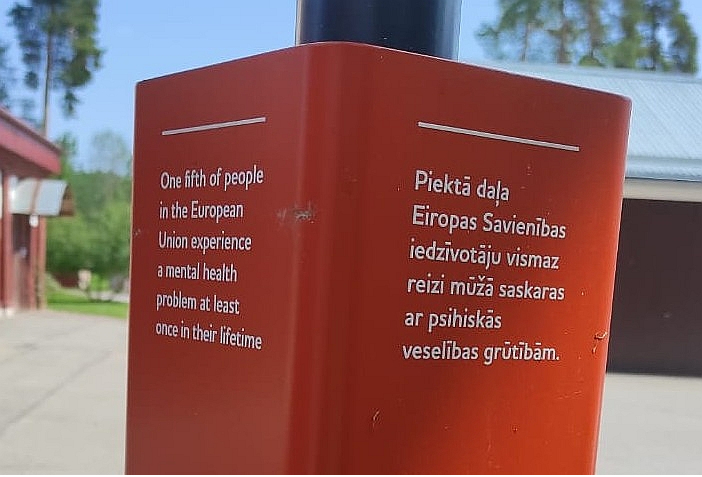 One fifth of people
in the European
Union experience
a mental health
problem at least
once in their lifetime
Piektā daļa
Eiropas Savienības
iedzīvotāju vismaz
reizi mūžā saskaras
ar psihiskās
veselības grūtībām.